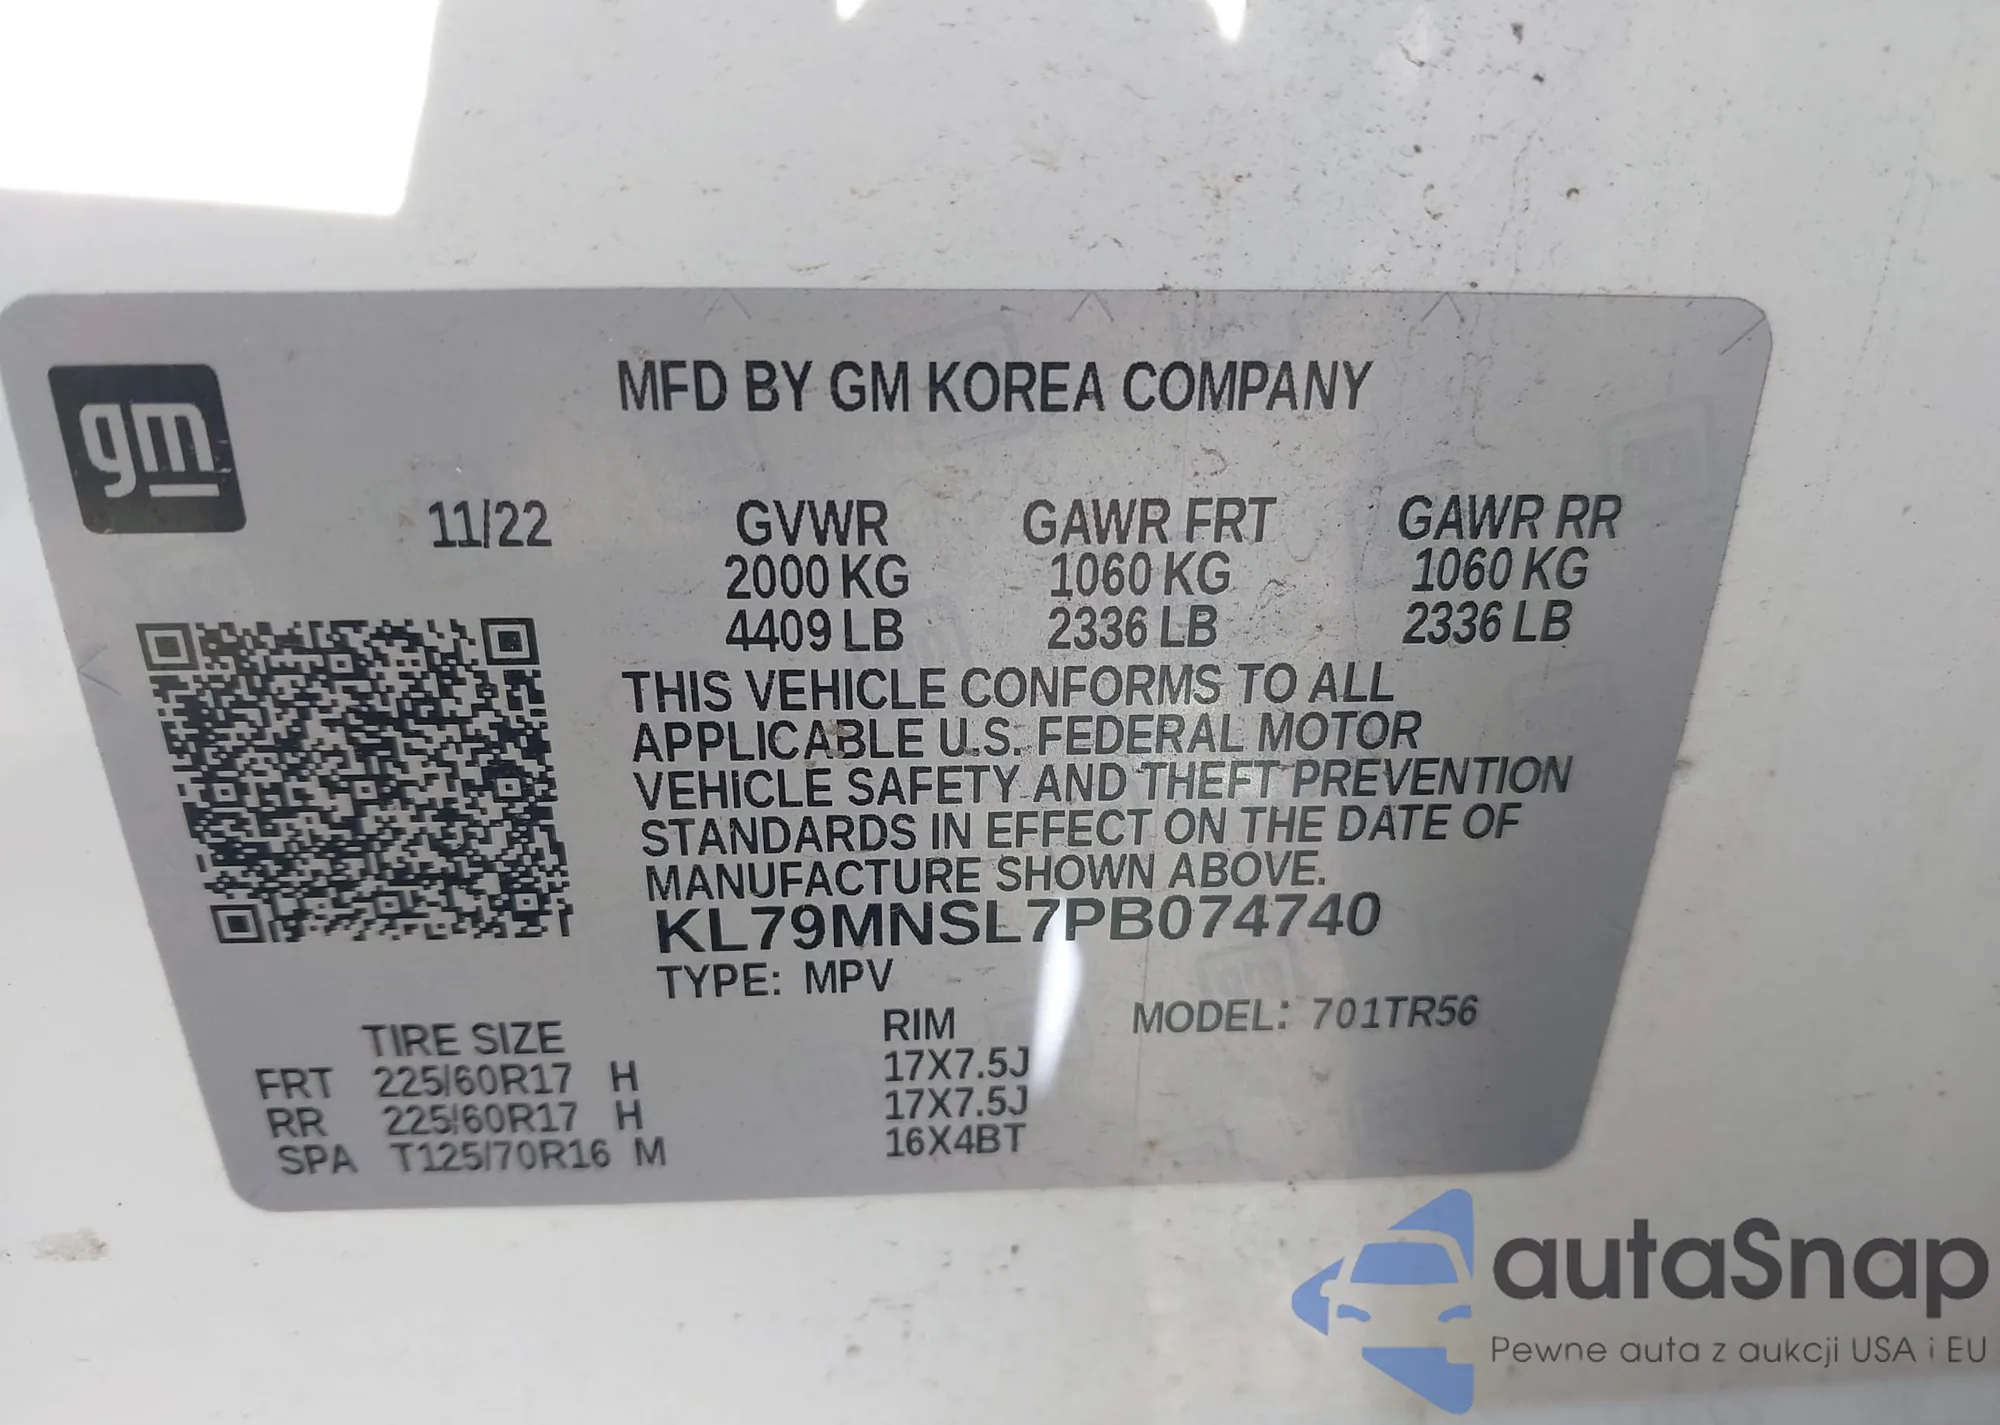 gm
MFD BY GM KOREA COMPANY
11/22 GVWR GAWR FRT GAWR RR
2000 KG 1060 KG 1060 KG
4409 LB 2336 LB 2336 LB
THIS VEHICLE CONFORMS TO ALL
APPLICABLE U.S. FEDERAL MOTOR
VEHICLE SAFETY AND THEFT PREVENTION
STANDARDS IN EFFECT ON THE DATE OF
MANUFACTURE SHOWN ABOVE.
KL79MNSL7PB074740
TYPE: MPV
MODEL: 701TR56
TIRE SIZE RIM
FRT 225/60R17 H 17X7.5J
RR 225/60R17 H 17X7.5J
SPA T125/70R16 M 16X4BT
autaSnap
Pewne auta z aukcji USA i EU